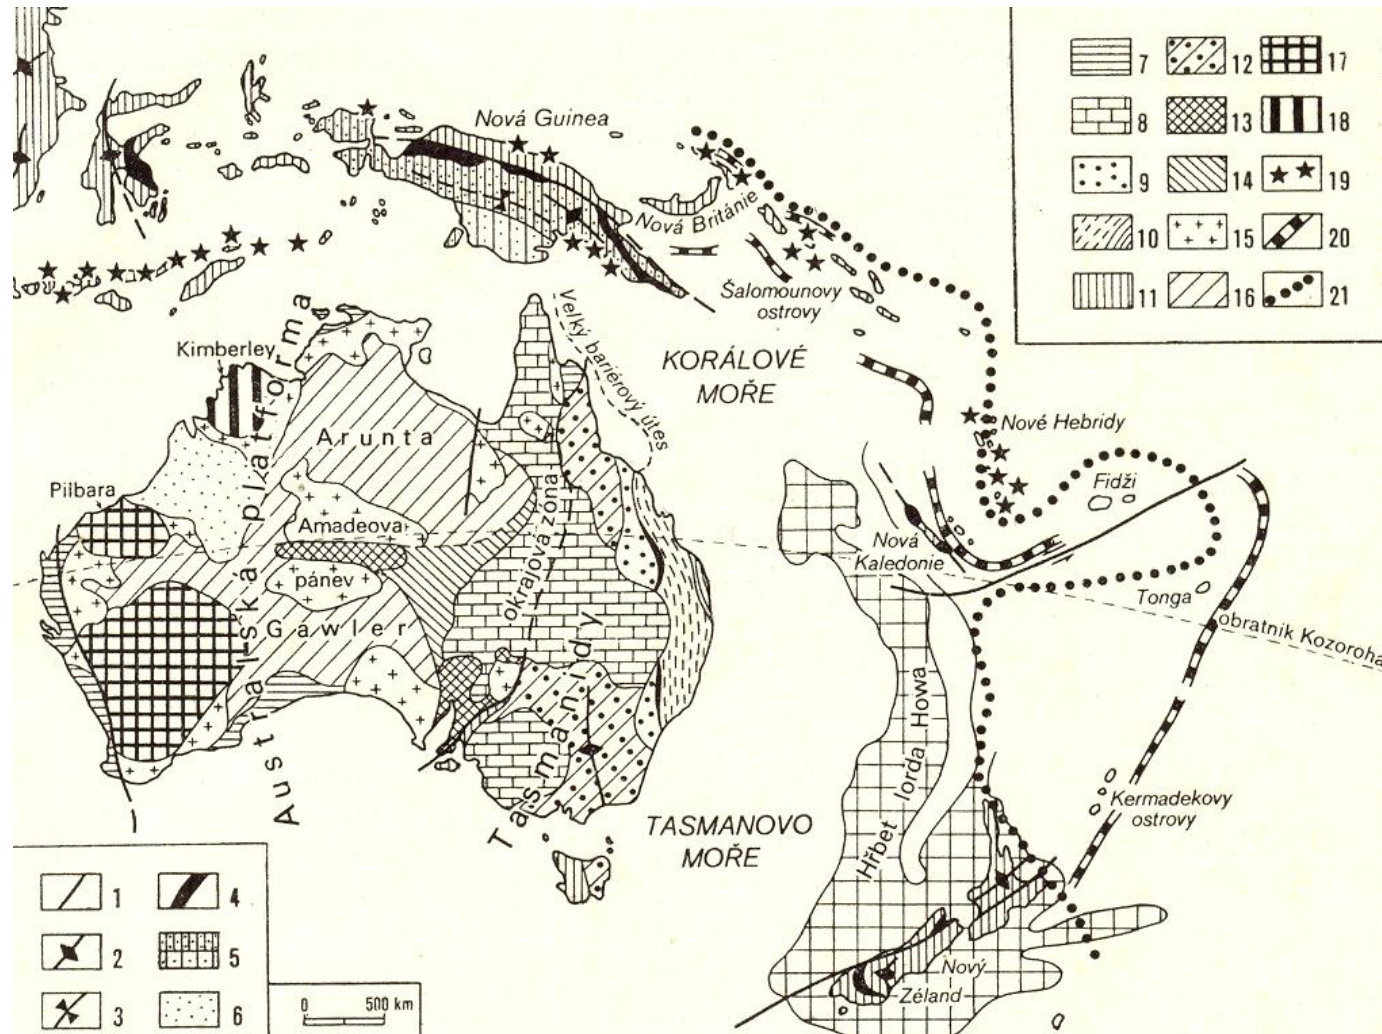 7
12
17
8
13
18
9
14
19
10
15
20
11
16
21
Nová Guinea
Nová Británie
Šalomounovy
ostrovy
Velký bariérový útes
KORÁLOVÉ
MOŘE
Kimberley
Australská platforma
Arunta
Pilbara
Amadeova
pánev
Gawler
okrajová zóna
Tasmanidy
Nové Hebridy
Fidži
Nová
Kaledonie
Tonga
obratník Kozoroha
Hřbet lorda Howa
Kermadekovy
ostrovy
TASMANOVO
MOŘE
Nový
Zéland
1
4
2
5
3
6
0 500 km